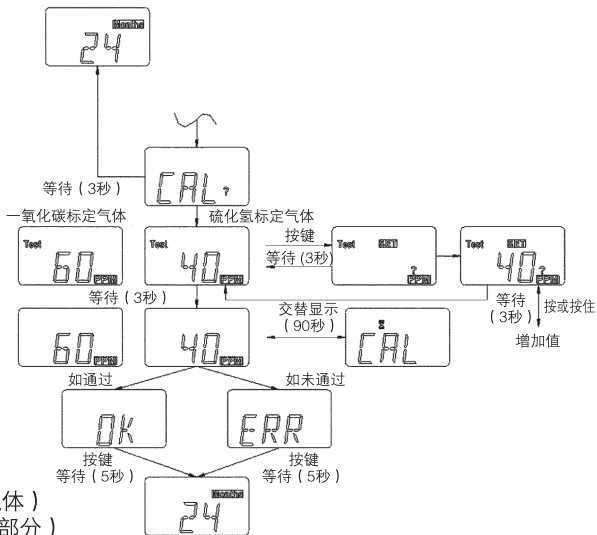 Months
24
CAL ?
等待（3秒）
一氧化碳标定气体
硫化氢标定气体
Test
60 PPM
Test
40 PPM
按键
等待 (3秒)
Test SET
? PPM
Test SET
40 ? PPM
等待（3秒）
等待
（3秒）
按或按住
增加值
60 PPM
40 PPM
交替显示
（90秒）
CAL
如通过
如未通过
OK
ERR
按键
等待（5秒）
按键
等待（5秒）
Months
24
体）
部分）